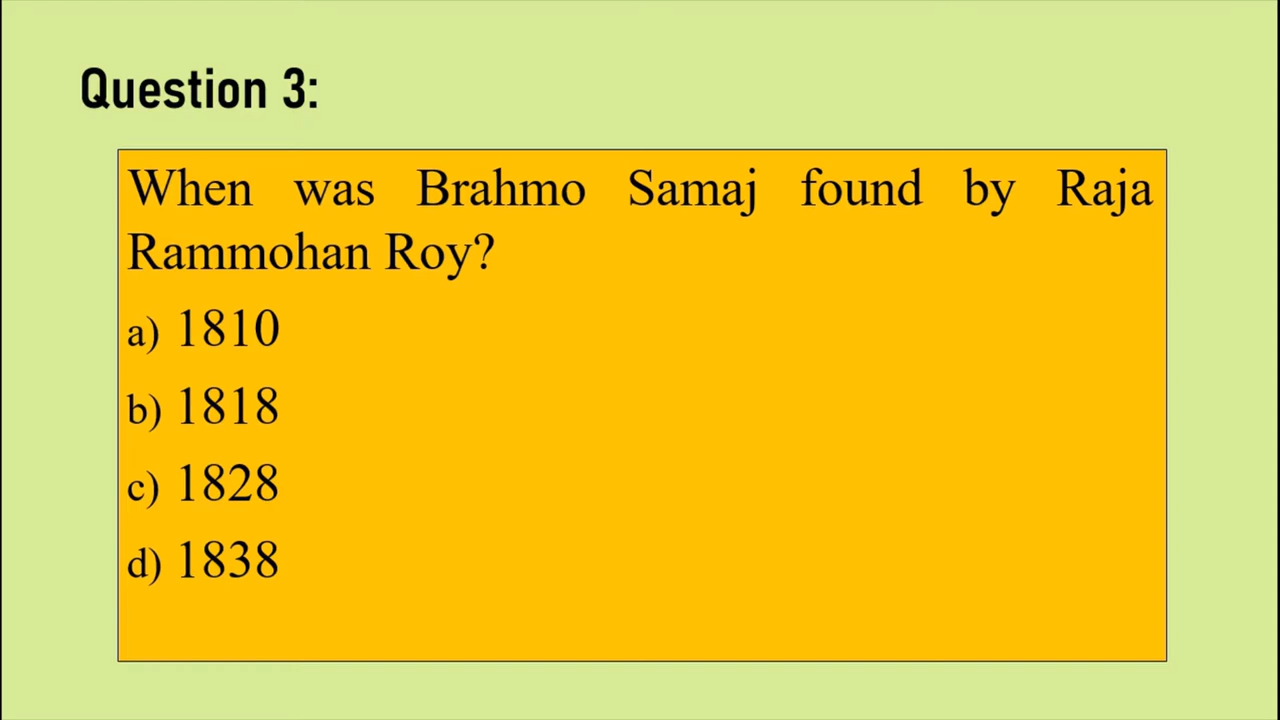 Question 3:
When was Brahmo Samaj found by Raja
Rammohan Roy?
a) 1810
b) 1818
c) 1828
d) 1838